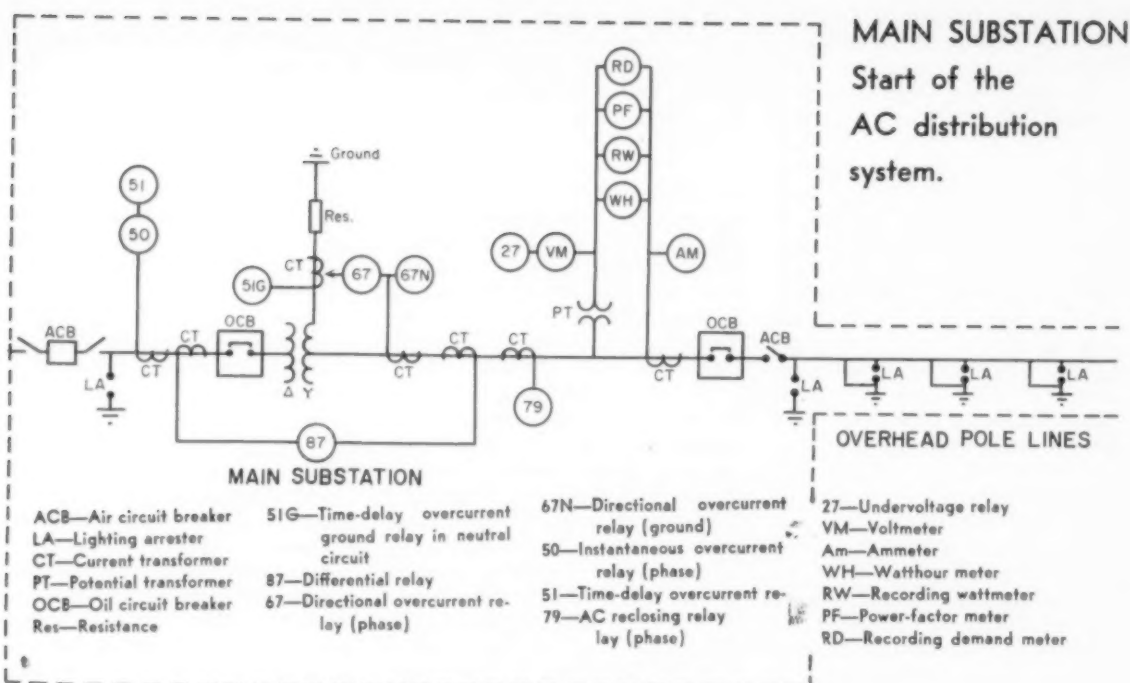 MAIN SUBSTATION
Start of the
AC distribution
system.
RD
PF
RW
WH
Ground
Res.
51
50
CT
51G
67
67N
27
VM
AM
PT
ACB
CT
OCB
CT
LA
Δ Y
CT
CT
CT
79
CT
OCB
ACB
LA
LA
LA
LA
87
MAIN SUBSTATION
OVERHEAD POLE LINES
ACB—Air circuit breaker
LA—Lighting arrester
CT—Current transformer
PT—Potential transformer
OCB—Oil circuit breaker
Res—Resistance
51G—Time-delay overcurrent
ground relay in neutral
circuit
87—Differential relay
67—Directional overcurrent re-
lay (phase)
67N—Directional overcurrent
relay (ground)
50—Instantaneous overcurrent
relay (phase)
51—Time-delay overcurrent re-
79—AC reclosing relay
lay (phase)
27—Undervoltage relay
VM—Voltmeter
Am—Ammeter
WH—Watthour meter
RW—Recording wattmeter
PF—Power-factor meter
RD—Recording demand meter